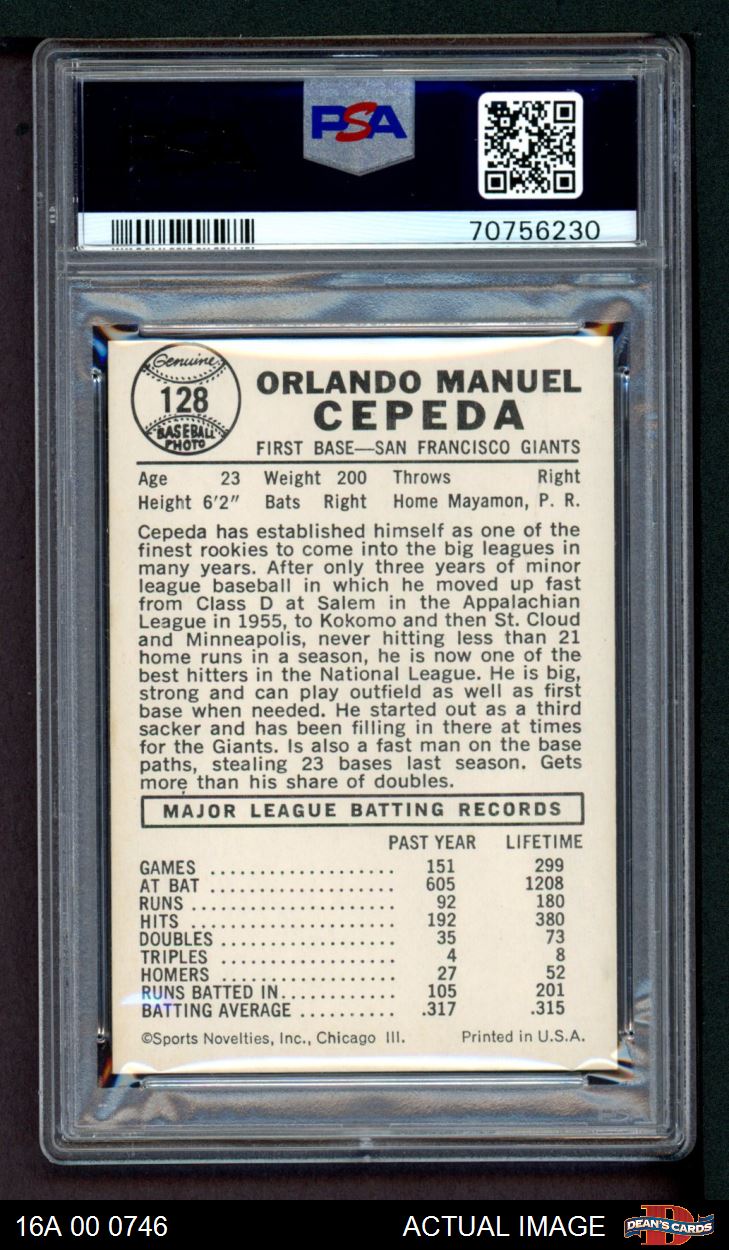 PSA
70756230
Genuine
128
BASEBALL
PHOTO
ORLANDO MANUEL
CEPEDA
FIRST BASE—SAN FRANCISCO GIANTS
Age 23 Weight 200 Throws Right
Height 6'2" Bats Right Home Mayamon, P. R.
Cepeda has established himself as one of the
finest rookies to come into the big leagues in
many years. After only three years of minor
league baseball in which he moved up fast
from Class D at Salem in the Appalachian
League in 1955, to Kokomo and then St. Cloud
and Minneapolis, never hitting less than 21
home runs in a season, he is now one of the
best hitters in the National League. He is big,
strong and can play outfield as well as first
base when needed. He started out as a third
sacker and has been filling in there at times
for the Giants. Is also a fast man on the base
paths, stealing 23 bases last season. Gets
more than his share of doubles.
MAJOR LEAGUE BATTING RECORDS
PAST YEAR LIFETIME
GAMES .................... 151 299
AT BAT .................... 605 1208
RUNS ..................... 92 180
HITS ...................... 192 380
DOUBLES .................. 35 73
TRIPLES ................... 4 8
HOMERS .................. 27 52
RUNS BATTED IN............ 105 201
BATTING AVERAGE .......... .317 .315
©Sports Novelties, Inc., Chicago Ill. Printed in U.S.A.
16A 00 0746 ACTUAL IMAGE DEAN'S CARDS